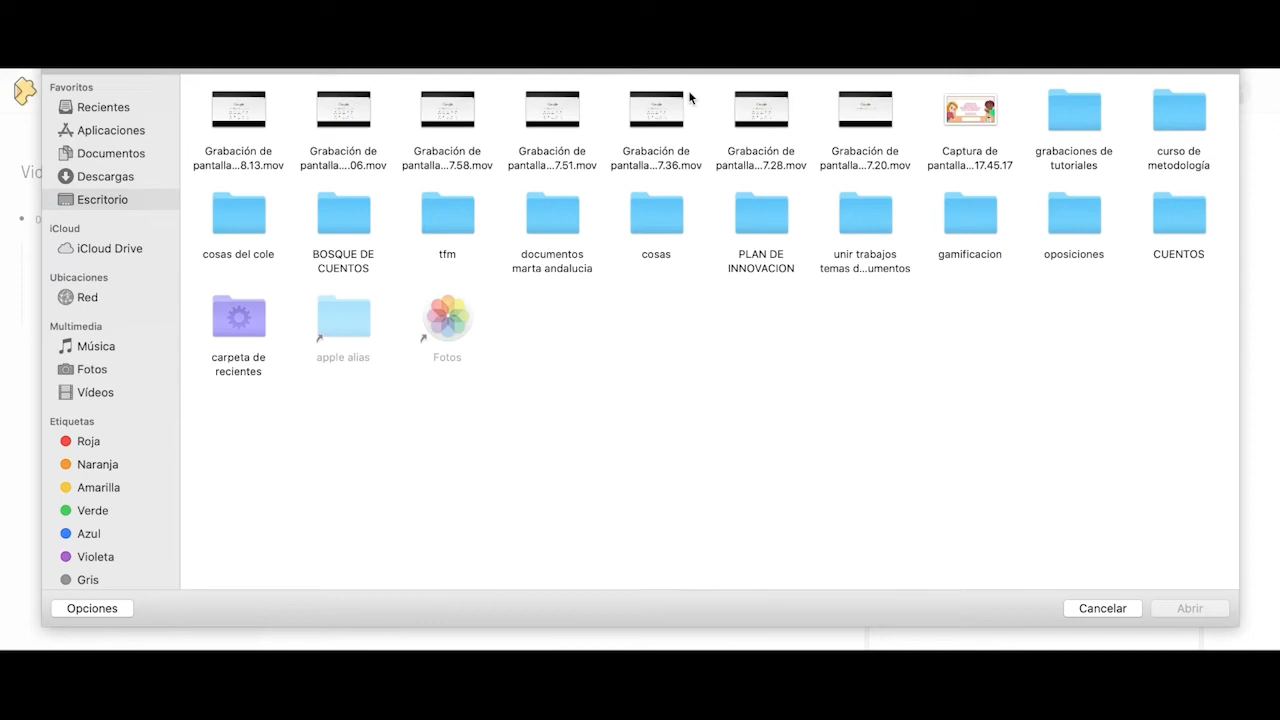 Favoritos
Recientes
Aplicaciones
Documentos
Descargas
Escritorio
iCloud
iCloud Drive
Ubicaciones
Red
Multimedia
Música
Fotos
Vídeos
Etiquetas
Roja
Naranja
Amarilla
Verde
Azul
Violeta
Gris
Vid
Grabación de
pantalla...8.13.mov
Grabación de
pantalla....06.mov
Grabación de
pantalla...7.58.mov
Grabación de
pantalla...7.51.mov
Grabación de
pantalla...7.36.mov
Grabación de
pantalla...7.28.mov
Grabación de
pantalla...7.20.mov
Captura de
pantalla...17.45.17
grabaciones de
tutoriales
curso de
metodología
cosas del cole
BOSQUE DE
CUENTOS
tfm
documentos
marta andalucia
cosas
PLAN DE
INNOVACION
unir trabajos
temas d...umentos
gamificacion
oposiciones
CUENTOS
carpeta de
recientes
apple alias
Fotos
Opciones
Cancelar
Abrir